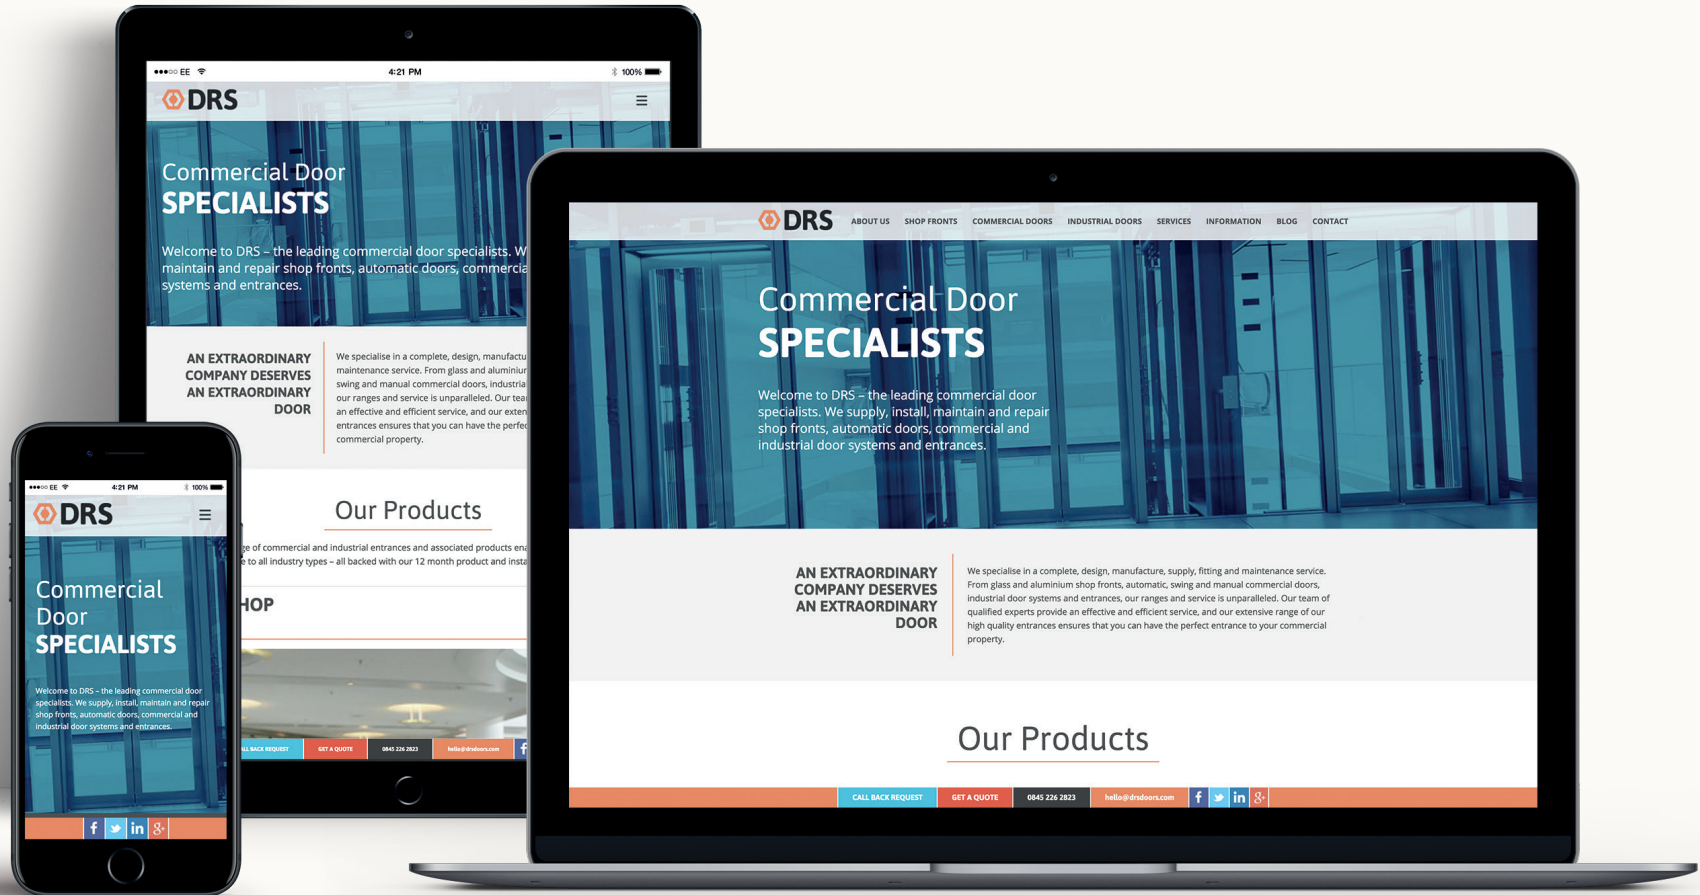 EE
4:21 PM
100%
DRS
Commercial Door
SPECIALISTS
Welcome to DRS – the leading commercial door specialists. W
maintain and repair shop fronts, automatic doors, commercia
systems and entrances.
AN EXTRAORDINARY
COMPANY DESERVES
AN EXTRAORDINARY
DOOR
We specialise in a complete, design, manufactu
maintenance service. From glass and aluminium
swing and manual commercial doors, industria
our ranges and service is unparalleled. Our tea
an effective and efficient service, and our exten
entrances ensures that you can have the perfec
commercial property.
Our Products
ge of commercial and industrial entrances and associated products ena
e to all industry types – all backed with our 12 month product and insta
HOP
ALL BACK REQUEST
GET A QUOTE
0845 226 2823
hello@drsdoors.com
f
EE
4:21 PM
100%
DRS
Commercial
Door
SPECIALISTS
Welcome to DRS – the leading commercial door
specialists. We supply, install, maintain and repair
shop fronts, automatic doors, commercial and
industrial door systems and entrances.
f in g+
DRS
ABOUT US SHOP FRONTS COMMERCIAL DOORS INDUSTRIAL DOORS SERVICES INFORMATION BLOG CONTACT
Commercial Door
SPECIALISTS
Welcome to DRS – the leading commercial door
specialists. We supply, install, maintain and repair
shop fronts, automatic doors, commercial and
industrial door systems and entrances.
AN EXTRAORDINARY
COMPANY DESERVES
AN EXTRAORDINARY
DOOR
We specialise in a complete, design, manufacture, supply, fitting and maintenance service.
From glass and aluminium shop fronts, automatic, swing and manual commercial doors,
industrial door systems and entrances, our ranges and service is unparalleled. Our team of
qualified experts provide an effective and efficient service, and our extensive range of our
high quality entrances ensures that you can have the perfect entrance to your commercial
property.
Our Products
CALL BACK REQUEST GET A QUOTE 0845 226 2823 hello@drsdoors.com f in g+